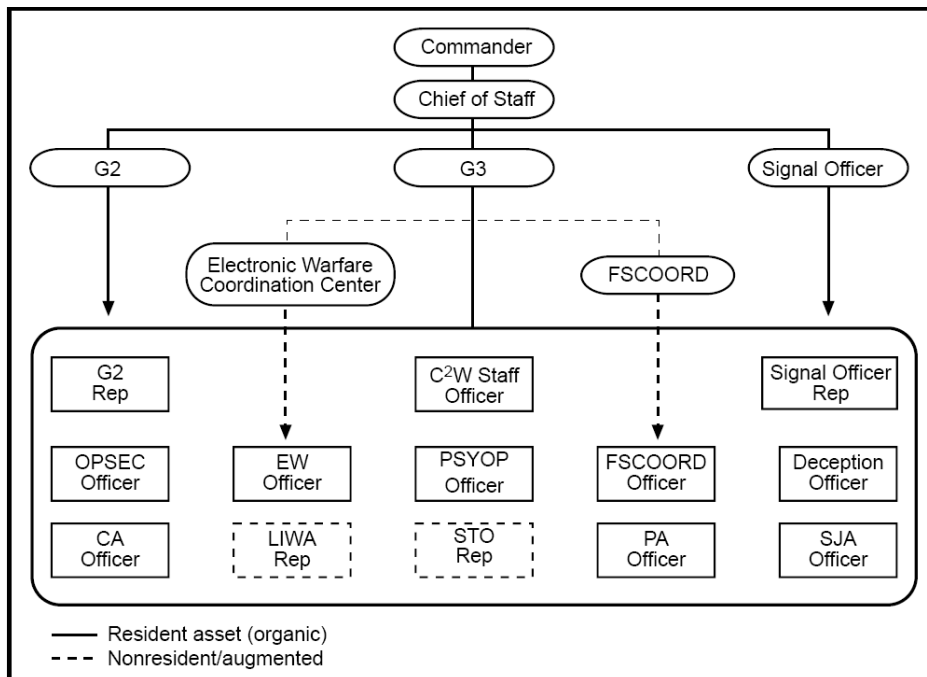 Commander
Chief of Staff
G2
G3
Signal Officer
Electronic Warfare
Coordination Center
FSCOORD
G2
Rep
C²W Staff
Officer
Signal Officer
Rep
OPSEC
Officer
EW
Officer
PSYOP
Officer
FSCOORD
Officer
Deception
Officer
CA
Officer
LIWA
Rep
STO
Rep
PA
Officer
SJA
Officer
Resident asset (organic)
Nonresident/augmented